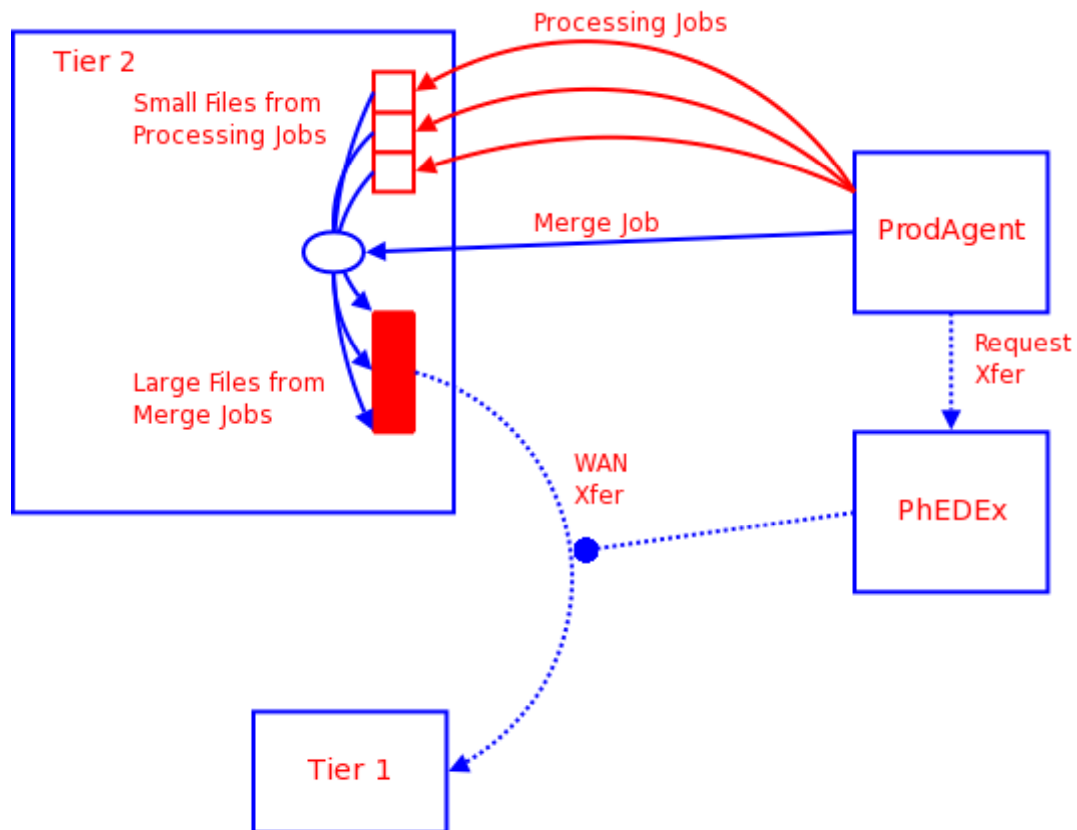 Processing Jobs
Tier 2
Small Files from
Processing Jobs
Merge Job
ProdAgent
Request
Xfer
Large Files from
Merge Jobs
WAN
Xfer
PhEDEx
Tier 1